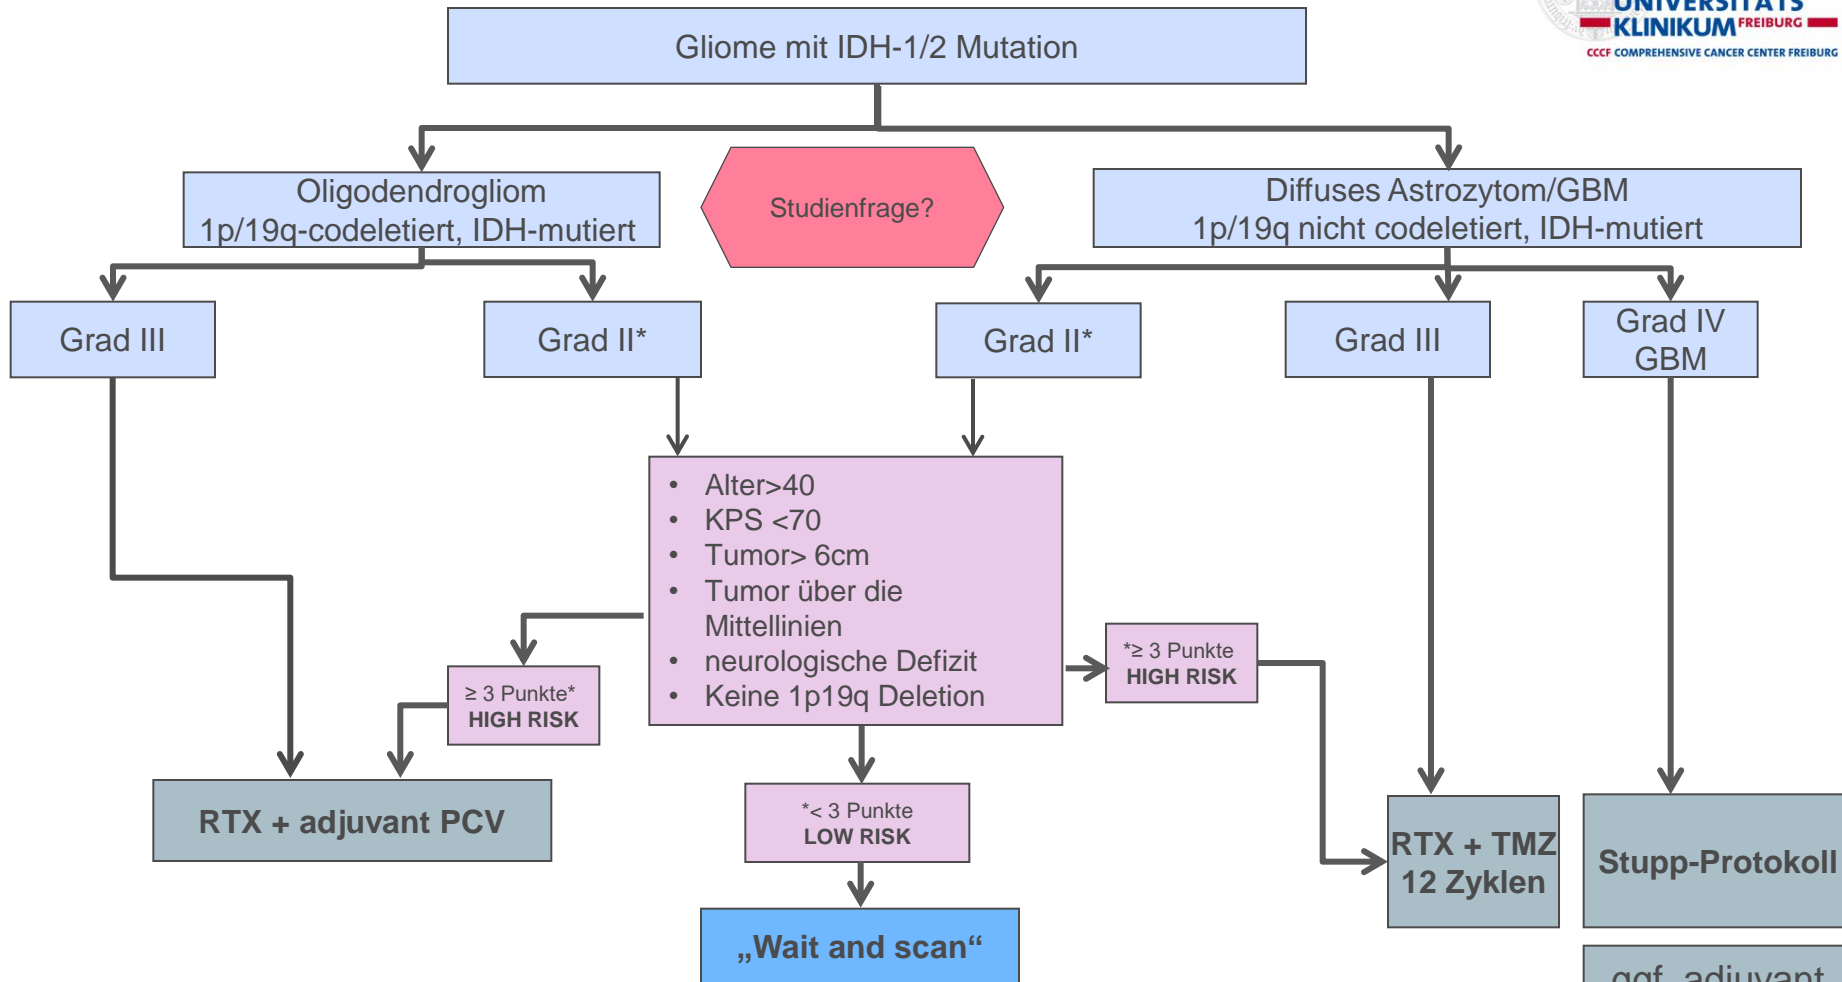 UNIVERSITÄTS
KLINIKUM FREIBURG
CCCF COMPREHENSIVE CANCER CENTER FREIBURG
Gliome mit IDH-1/2 Mutation
Oligodendrogliom
1p/19q-codeletiert, IDH-mutiert
Studienfrage?
Diffuses Astrozytom/GBM
1p/19q nicht codeletiert, IDH-mutiert
Grad III
Grad II*
Grad II*
Grad III
Grad IV
GBM
• Alter>40
• KPS <70
• Tumor> 6cm
• Tumor über die
Mittellinien
• neurologische Defizit
• Keine 1p19q Deletion
≥ 3 Punkte*
HIGH RISK
*≥ 3 Punkte
HIGH RISK
RTX + adjuvant PCV
*< 3 Punkte
LOW RISK
RTX + TMZ
12 Zyklen
Stupp-Protokoll
„Wait and scan“
ggf. adjuvant